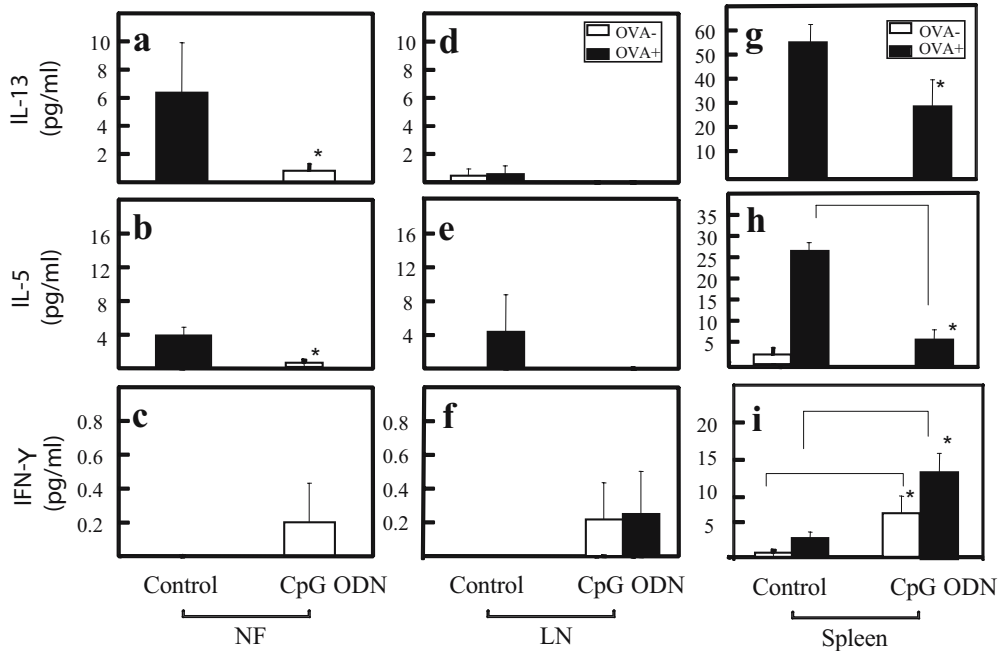 IL-13
(pg/ml)
a
10
8
6
4
2
*
d
10
8
6
4
2
OVA-
OVA+
g
60
50
40
30
20
10
OVA-
OVA+
*
IL-5
(pg/ml)
b
16
12
8
4
*
e
16
12
8
4
h
35
30
25
20
15
10
5
*
IFN-γ
(pg/ml)
c
0.8
0.6
0.4
0.2
f
0.8
0.6
0.4
0.2
i
20
15
10
5
*
*
Control CpG ODN
NF
Control CpG ODN
LN
Control CpG ODN
Spleen